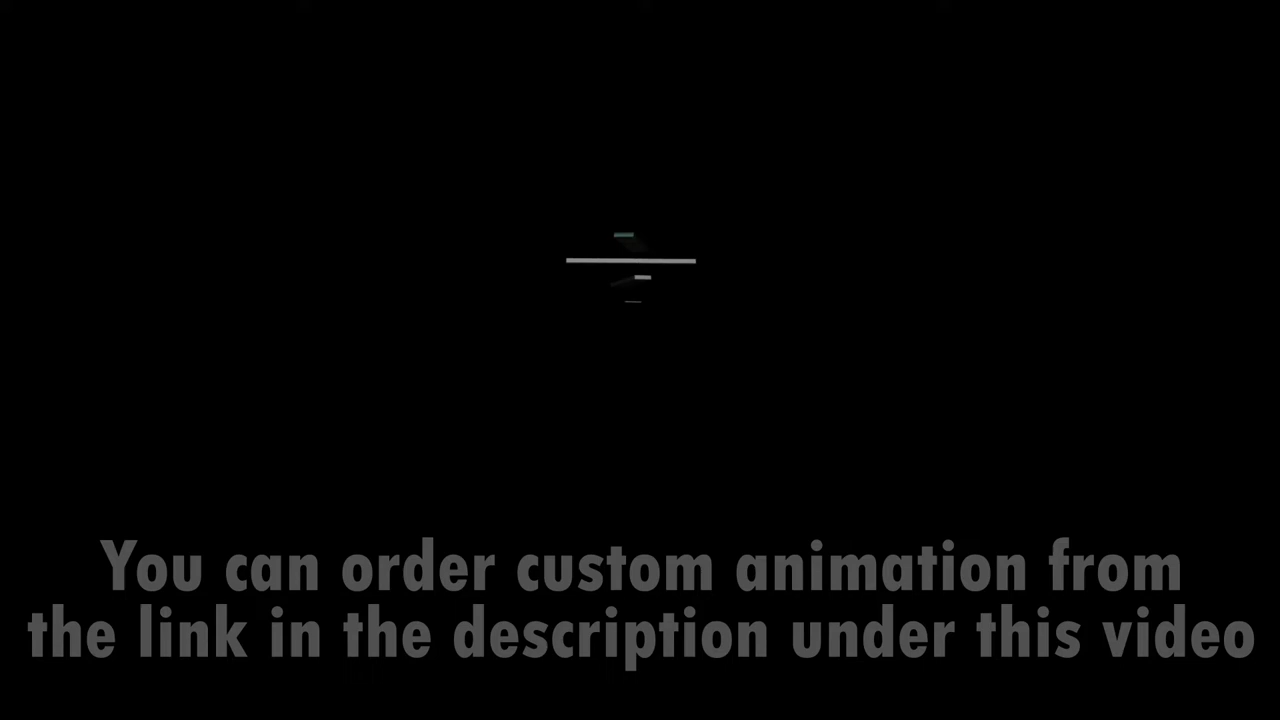 You can order custom animation from
the link in the description under this video